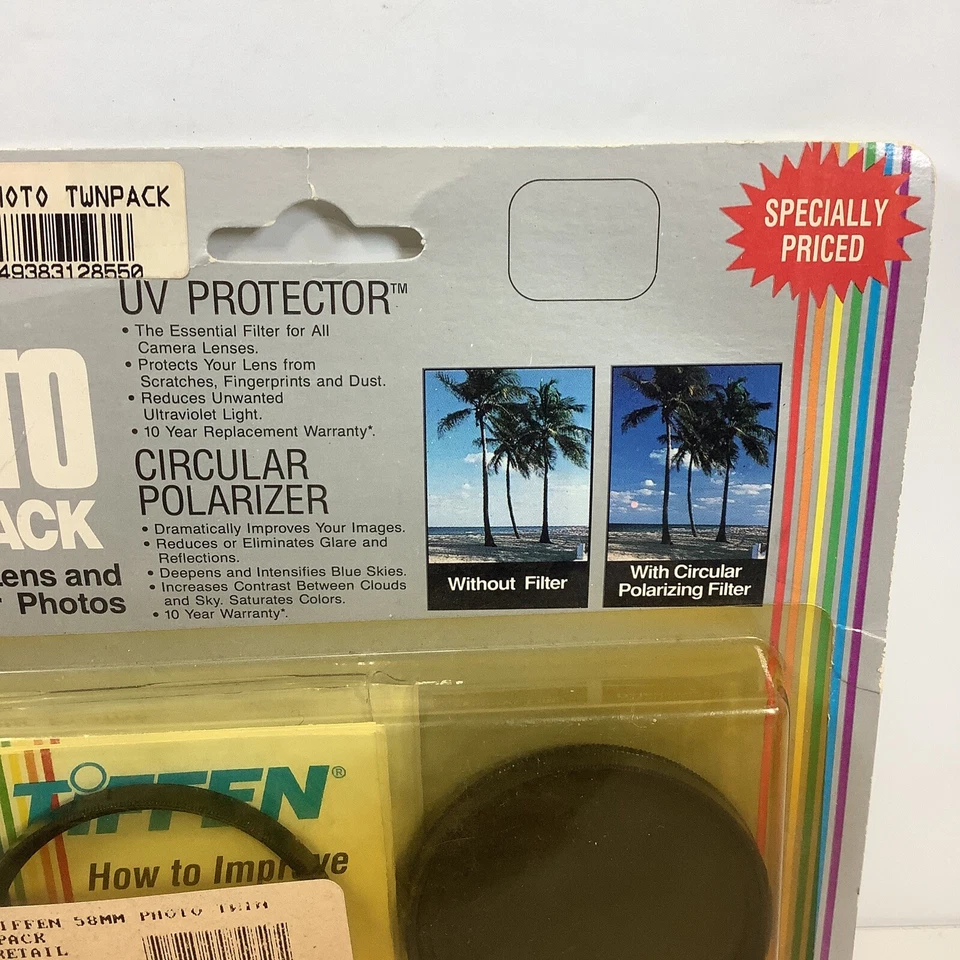 TWNPACK
49383128550
SPECIALLY
PRICED
UV PROTECTOR™
• The Essential Filter for All
Camera Lenses.
• Protects Your Lens from
Scratches, Fingerprints and Dust.
• Reduces Unwanted
Ultraviolet Light.
• 10 Year Replacement Warranty*.
CIRCULAR
POLARIZER
• Dramatically Improves Your Images.
• Reduces or Eliminates Glare and
Reflections.
• Deepens and Intensifies Blue Skies.
• Increases Contrast Between Clouds
and Sky. Saturates Colors.
• 10 Year Warranty*.
TO
ACK
Lens and
Photos
Without Filter
With Circular
Polarizing Filter
TIFFEN®
How to Improve
IFFEN 58MM PHOTO TWIN
PACK
RETAIL